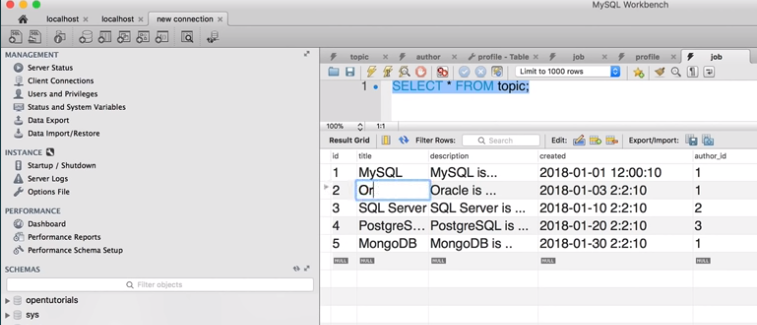 MySQL Workbench
localhost × localhost × new connection
MANAGEMENT
Server Status
Client Connections
Users and Privileges
Status and System Variables
Data Export
Data Import/Restore
INSTANCE
Startup / Shutdown
Server Logs
Options File
PERFORMANCE
Dashboard
Performance Reports
Performance Schema Setup
SCHEMAS
Filter objects
opentutorials
sys
topic × author × profile - Table × job × profile × job
Limit to 1000 rows
1 SELECT * FROM topic;
100% 1:1
Result Grid Filter Rows: Search Edit: Export/Import:
id title description created author_id
1 MySQL MySQL is... 2018-01-01 12:00:10 1
2 Or Oracle is ... 2018-01-03 2:2:10 1
3 SQL Server SQL Server is ... 2018-01-10 2:2:10 2
4 PostgreS... PostgreSQL is ... 2018-01-20 2:2:10 3
5 MongoDB MongoDB is .. 2018-01-30 2:2:10 1
NULL NULL NULL NULL NULL